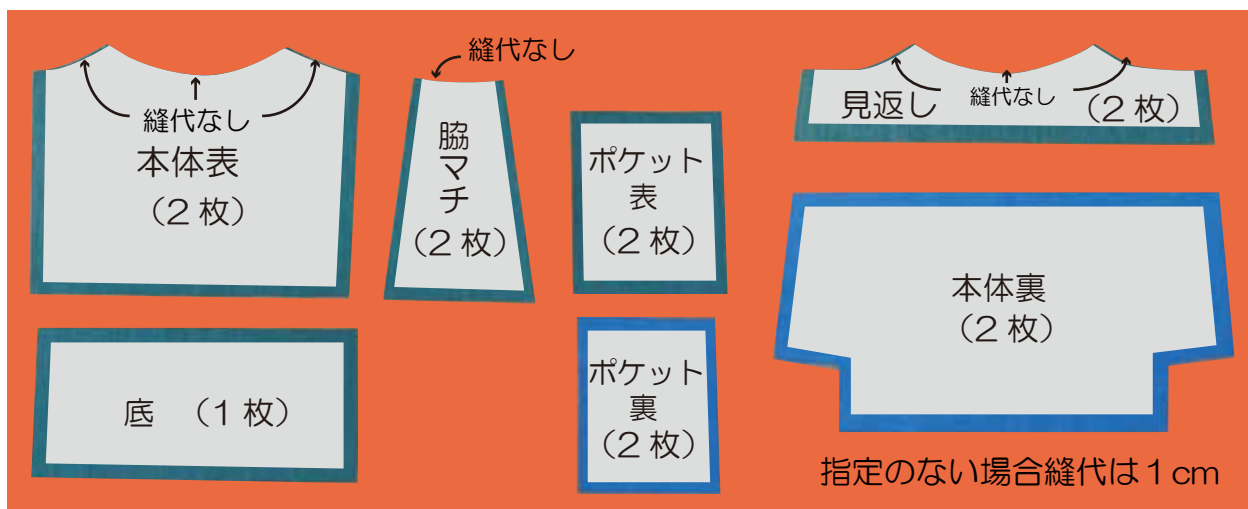 縫代なし
本体表
（2 枚）
縫代なし
脇マチ
（2 枚）
ポケット
表
（2 枚）
見返し
縫代なし
（2 枚）
底　（1 枚）
ポケット
裏
（2 枚）
本体裏
（2 枚）
指定のない場合縫代は 1 cm